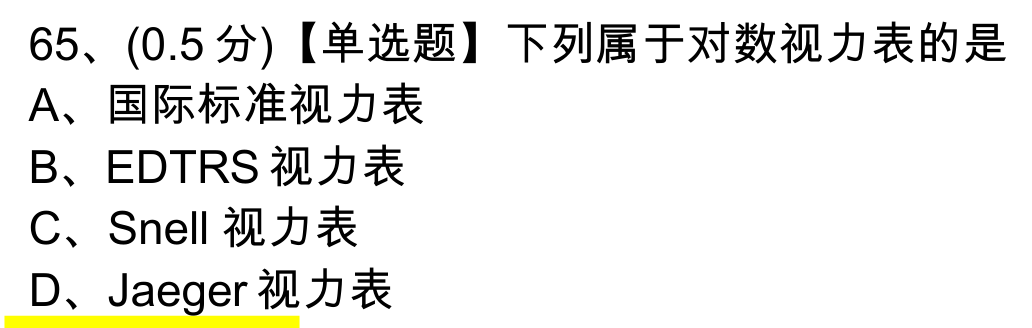 65、(0.5 分)【单选题】下列属于对数视力表的是
A、国际标准视力表
B、EDTRS 视力表
C、Snell 视力表
D、Jaeger 视力表